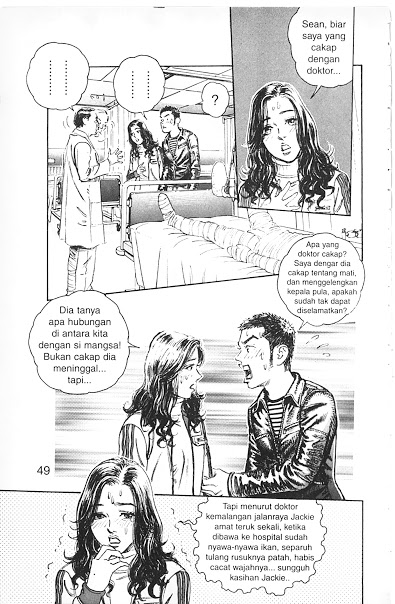 Sean, biar
saya yang
cakap
dengan
doktor...
?
Apa yang
doktor cakap?
Saya dengar dia
cakap tentang mati,
dan menggelengkan
kepala pula, apakah
sudah tak dapat
diselamatkan?
Dia tanya
apa hubungan
di antara kita
dengan si mangsa!
Bukan cakap dia
meninggal...
tapi...
49
Tapi menurut doktor
kemalangan jalanraya Jackie
amat teruk sekali, ketika
dibawa ke hospital sudah
nyawa-nyawa ikan, separuh
tulang rusuknya patah, habis
cacat wajahnya... sungguh
kasihan Jackie..